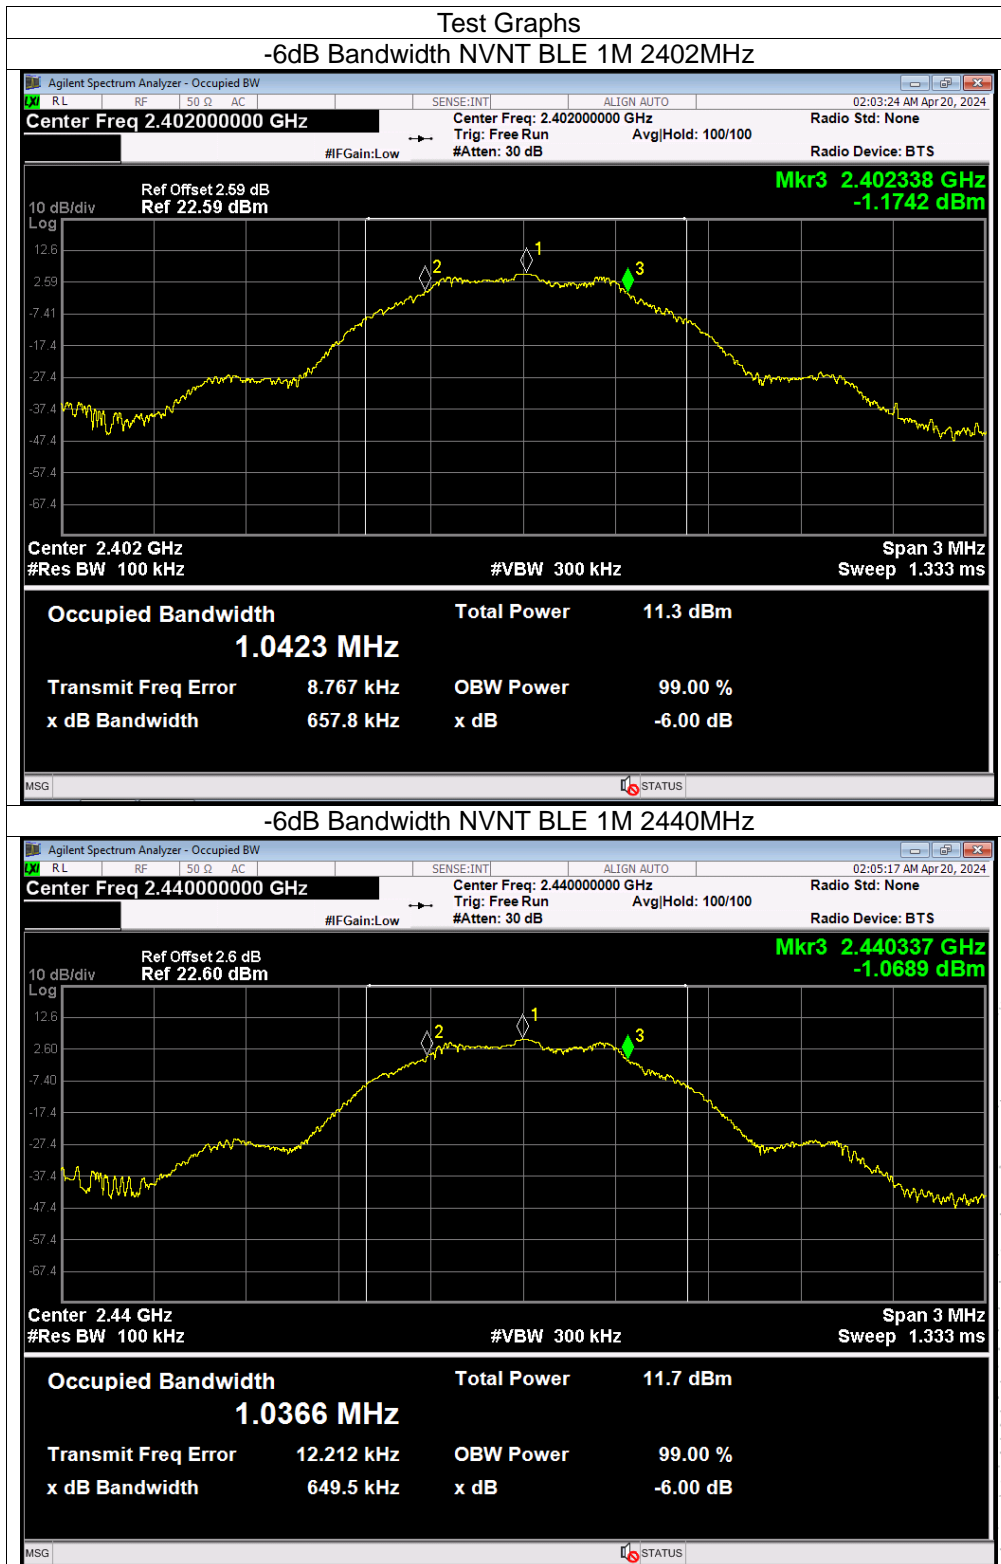 Test Graphs
-6dB Bandwidth NVNT BLE 1M 2402MHz
Agilent Spectrum Analyzer - Occupied BW
LXI RL RF 50 Ω AC SENSE:INT ALIGN AUTO 02:03:24 AM Apr 20, 2024
Center Freq 2.402000000 GHz Center Freq: 2.402000000 GHz Radio Std: None
Trig: Free Run Avg|Hold: 100/100
#IFGain:Low #Atten: 30 dB Radio Device: BTS
Mkr3 2.402338 GHz
-1.1742 dBm
Ref Offset 2.59 dB
10 dB/div Ref 22.59 dBm
Log
12.6
2.59
-7.41
-17.4
-27.4
-37.4
-47.4
-57.4
-67.4
2
1
3
Center 2.402 GHz Span 3 MHz
#Res BW 100 kHz #VBW 300 kHz Sweep 1.333 ms
Occupied Bandwidth Total Power 11.3 dBm
1.0423 MHz
Transmit Freq Error 8.767 kHz OBW Power 99.00 %
x dB Bandwidth 657.8 kHz x dB -6.00 dB
MSG STATUS
-6dB Bandwidth NVNT BLE 1M 2440MHz
Agilent Spectrum Analyzer - Occupied BW
LXI RL RF 50 Ω AC SENSE:INT ALIGN AUTO 02:05:17 AM Apr 20, 2024
Center Freq 2.440000000 GHz Center Freq: 2.440000000 GHz Radio Std: None
Trig: Free Run Avg|Hold: 100/100
#IFGain:Low #Atten: 30 dB Radio Device: BTS
Mkr3 2.440337 GHz
-1.0689 dBm
Ref Offset 2.6 dB
10 dB/div Ref 22.60 dBm
Log
12.6
2.60
-7.40
-17.4
-27.4
-37.4
-47.4
-57.4
-67.4
2
1
3
Center 2.44 GHz Span 3 MHz
#Res BW 100 kHz #VBW 300 kHz Sweep 1.333 ms
Occupied Bandwidth Total Power 11.7 dBm
1.0366 MHz
Transmit Freq Error 12.212 kHz OBW Power 99.00 %
x dB Bandwidth 649.5 kHz x dB -6.00 dB
MSG STATUS